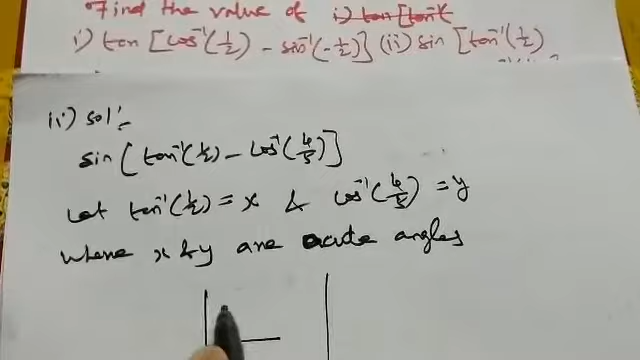 Find the value of i) tan[tan⁻¹(
i) tan [cos⁻¹(1/2) - sin⁻¹(-1/2)] (ii) sin [tan⁻¹(1/2)
ii) sol:-
sin [tan⁻¹(1/2) - cos⁻¹(4/5)]
Let tan⁻¹(1/2) = x & cos⁻¹(4/5) = y
where x & y are acute angles